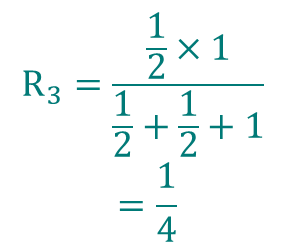 R₃ = (1/2 × 1)/(1/2 + 1/2 + 1)
= 1/4